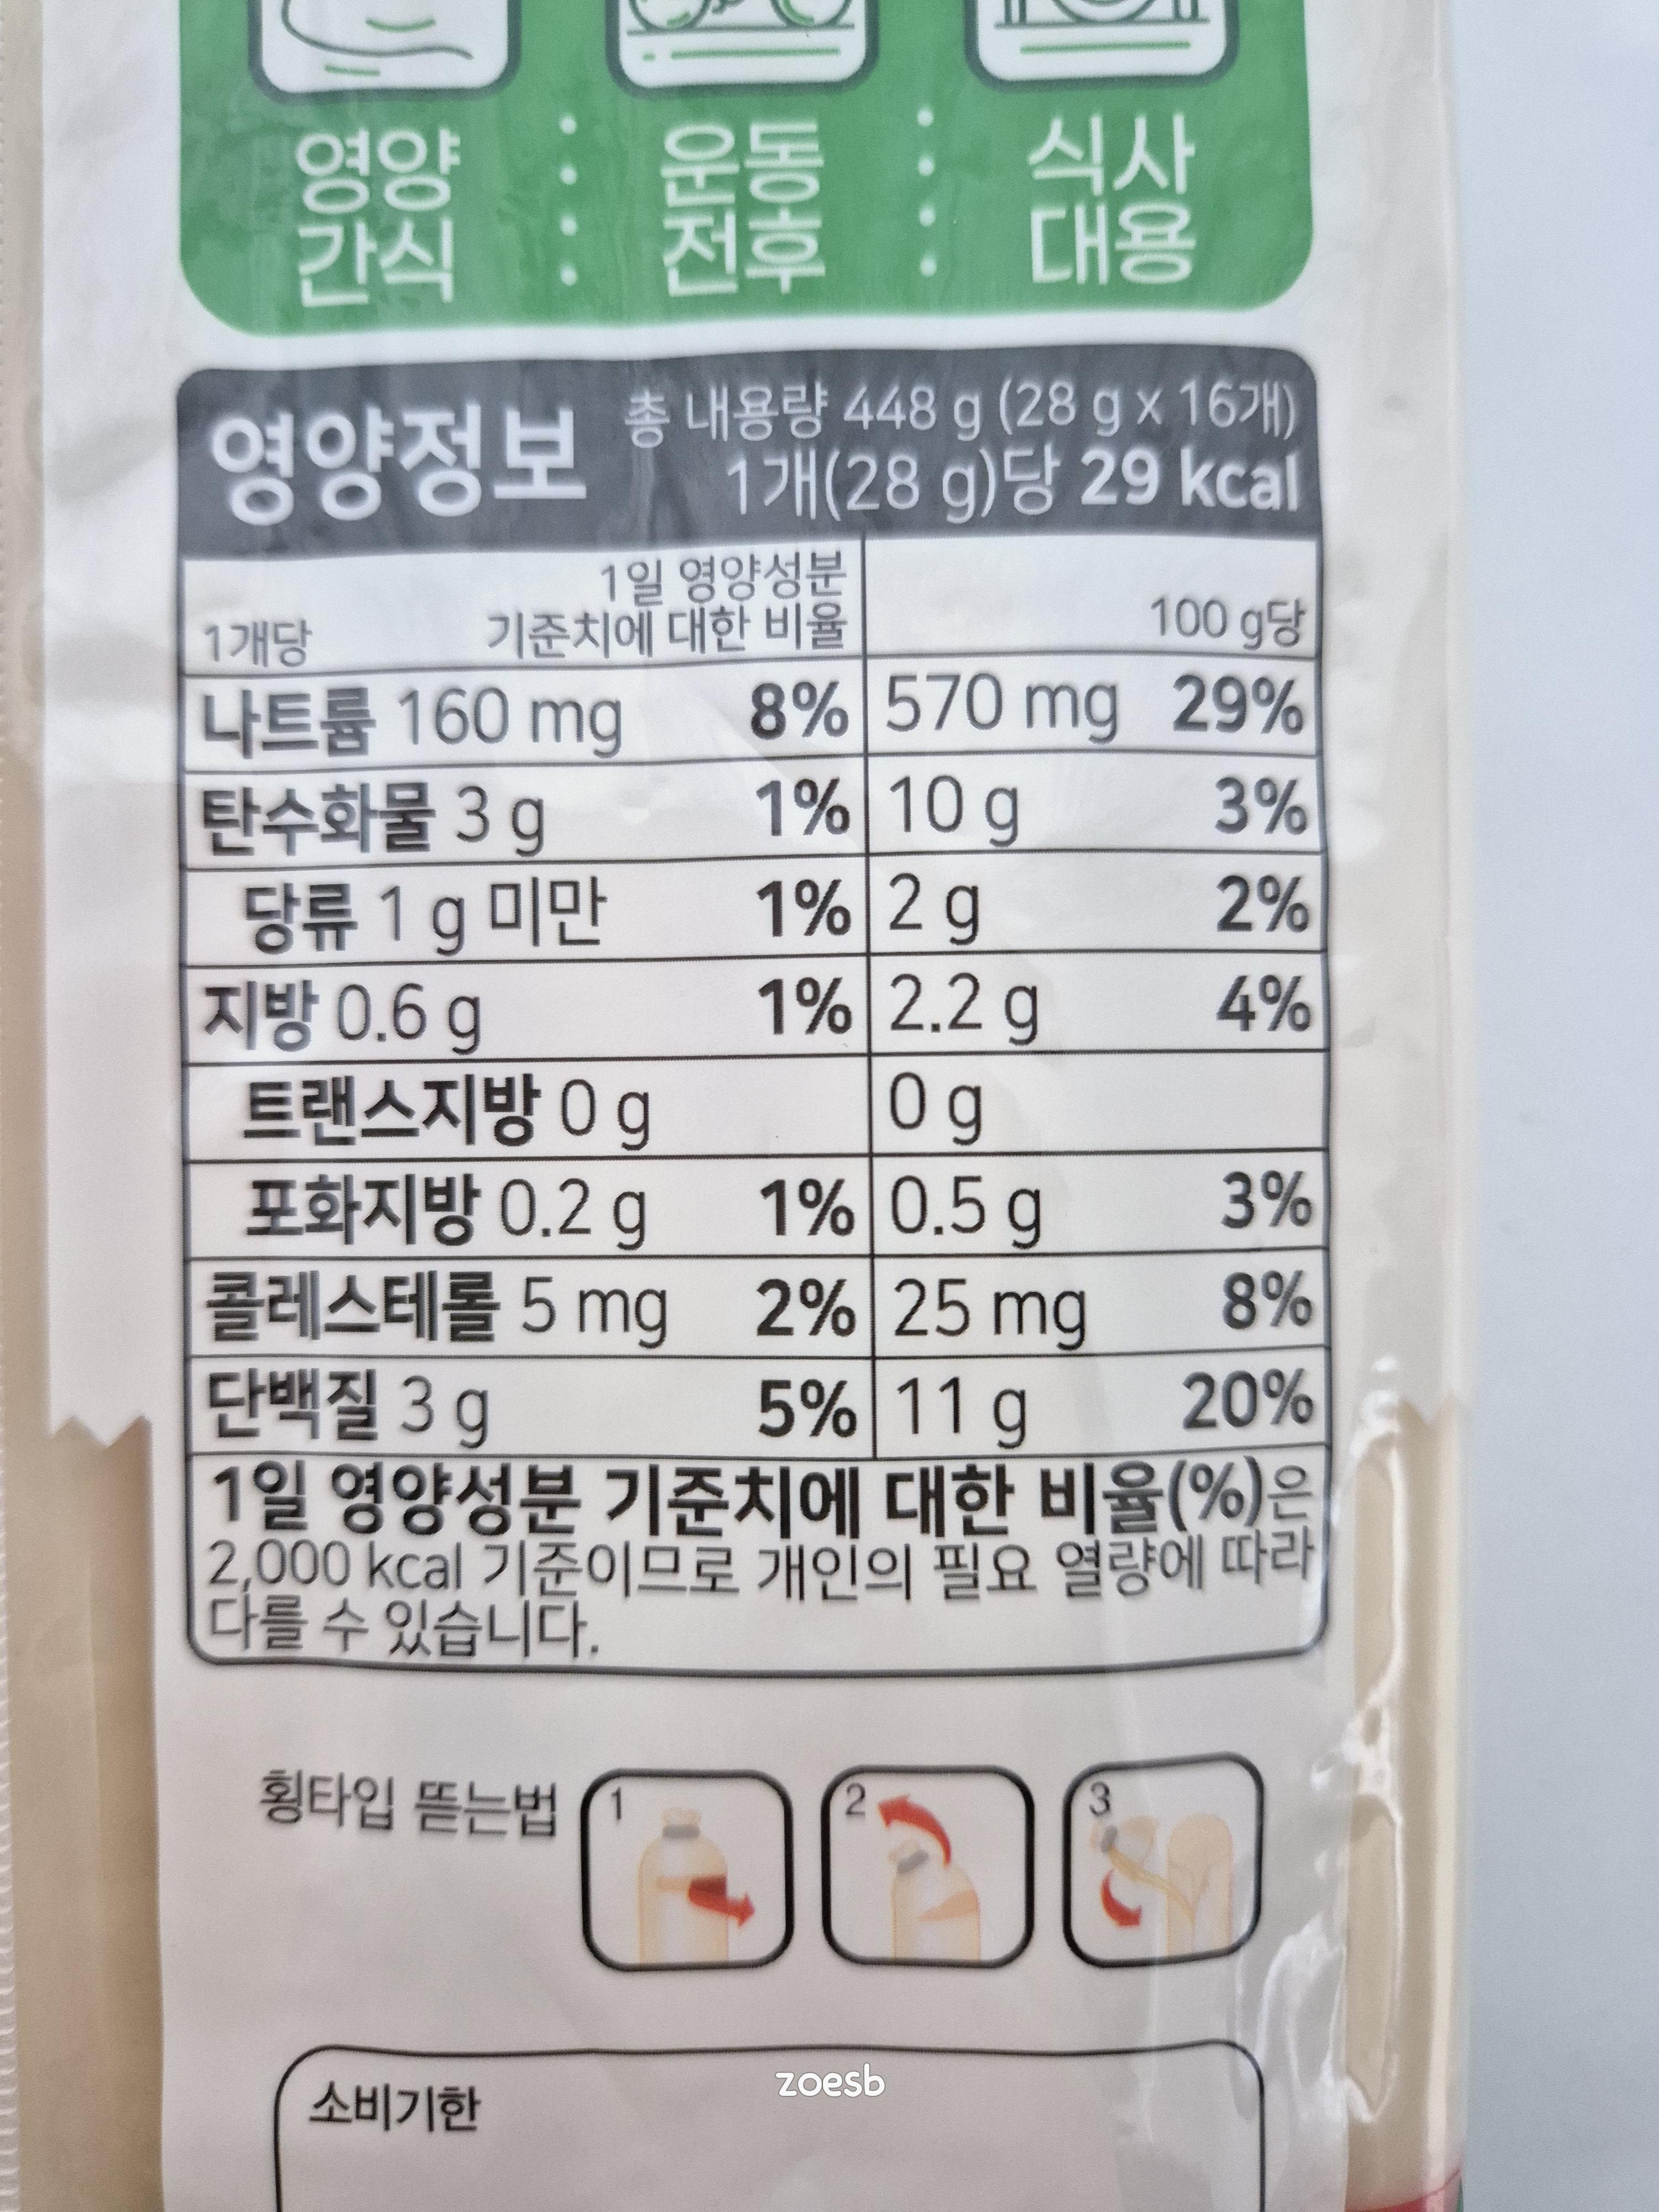 영양 운동 식사
간식 전후 대용
영양정보 총 내용량 448 g (28 g x 16개)
1개(28 g)당 29 kcal
1일 영양성분
1개당 기준치에 대한 비율 100 g당
나트륨 160 mg 8% 570 mg 29%
탄수화물 3 g 1% 10 g 3%
당류 1 g 미만 1% 2 g 2%
지방 0.6 g 1% 2.2 g 4%
트랜스지방 0 g 0 g
포화지방 0.2 g 1% 0.5 g 3%
콜레스테롤 5 mg 2% 25 mg 8%
단백질 3 g 5% 11 g 20%
1일 영양성분 기준치에 대한 비율(%)은
2,000 kcal 기준이므로 개인의 필요 열량에 따라
다를 수 있습니다.
횡타입 뜯는법 1 2 3
소비기한
zoesb